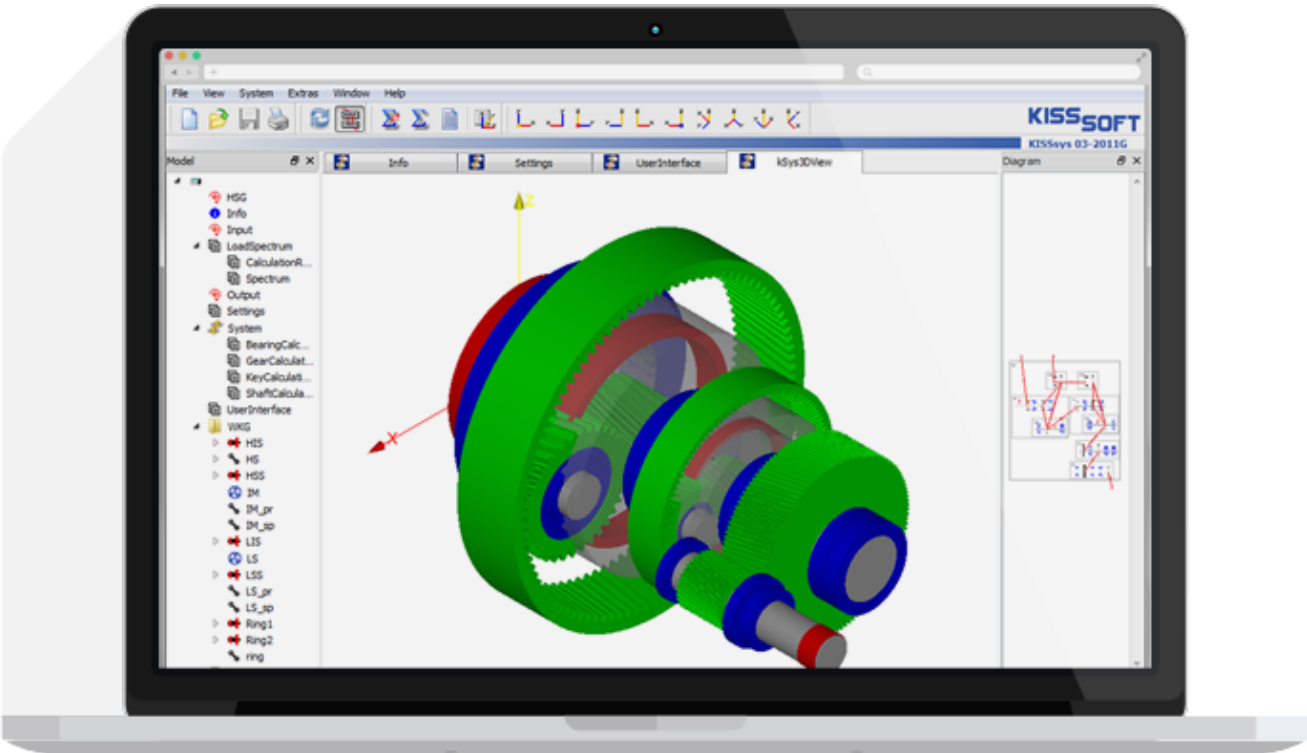 File View System Extras Window Help
KISSSOFT
KISSsys 03-2011G
Model
Info
Settings
UserInterface
kSys3DView
Diagram
HSG
Info
Input
LoadSpectrum
CalculationR...
Spectrum
Output
Settings
System
BearingCalc...
GearCalculat...
KeyCalculati...
ShaftCalcula...
UserInterface
WKG
HIS
HS
HSS
IM
IM_pr
IM_sp
LIS
LS
LSS
LS_pr
LS_sp
Ring1
Ring2
ring
Z
X